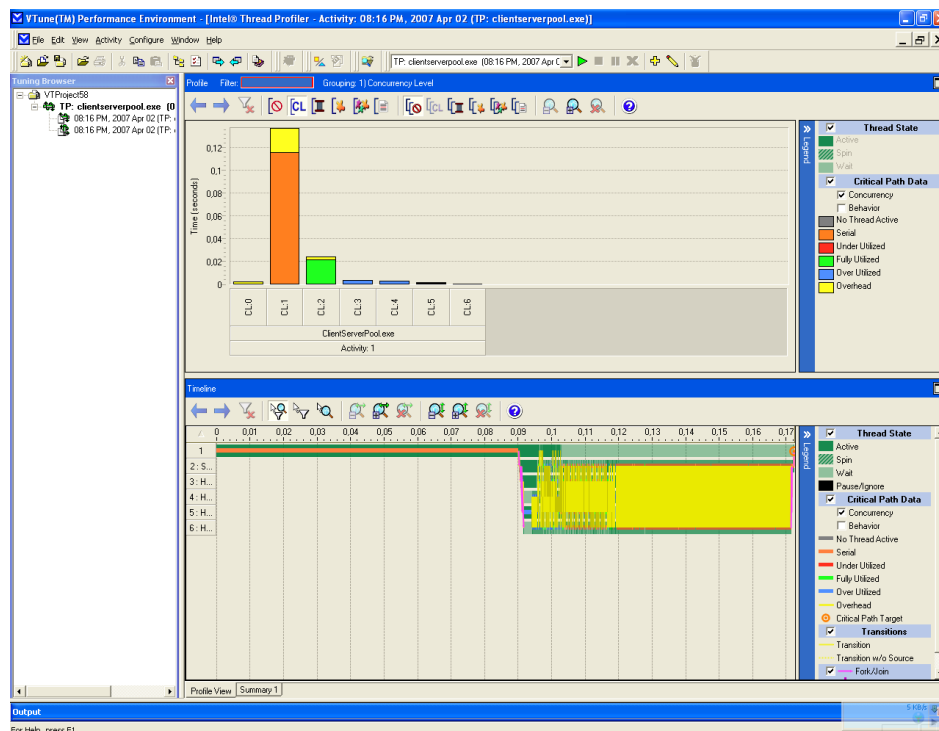 VTune(TM) Performance Environment - [Intel® Thread Profiler - Activity: 08:16 PM, 2007 Apr 02 (TP: clientserverpool.exe)]
File Edit View Activity Configure Window Help
TP: clientserverpool.exe (08:16 PM, 2007 Apr 0
Tuning Browser
VTProject58
TP: clientserverpool.exe (0
08:16 PM, 2007 Apr 02 (TP:
08:16 PM, 2007 Apr 02 (TP:
Profile Filter: Grouping: 1) Concurrency Level
CL
CL
Time (seconds)
0,12
0,1
0,08
0,06
0,04
0,02
0
CL:0 CL:1 CL:2 CL:3 CL:4 CL:5 CL:6
ClientServerPool.exe
Activity: 1
Legend
Thread State
Active
Spin
Wait
Critical Path Data
Concurrency
Behavior
No Thread Active
Serial
Under Utilized
Fully Utilized
Over Utilized
Overhead
Timeline
0 0,01 0,02 0,03 0,04 0,05 0,06 0,07 0,08 0,09 0,1 0,11 0,12 0,13 0,14 0,15 0,16 0,17
1
2 : S...
3 : H...
4 : H...
5 : H...
6 : H...
Legend
Thread State
Active
Spin
Wait
Pause/Ignore
Critical Path Data
Concurrency
Behavior
No Thread Active
Serial
Under Utilized
Fully Utilized
Over Utilized
Overhead
Critical Path Target
Transitions
Transition
Transition w/o Source
Fork/Join
Profile View Summary 1
Output
5 KB/s
For Help, press F1